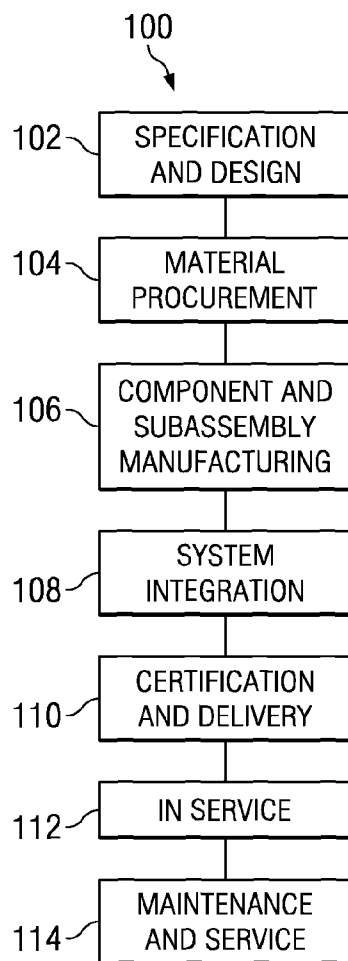 100
102
SPECIFICATION
AND DESIGN
104
MATERIAL
PROCUREMENT
106
COMPONENT AND
SUBASSEMBLY
MANUFACTURING
108
SYSTEM
INTEGRATION
110
CERTIFICATION
AND DELIVERY
112
IN SERVICE
114
MAINTENANCE
AND SERVICE